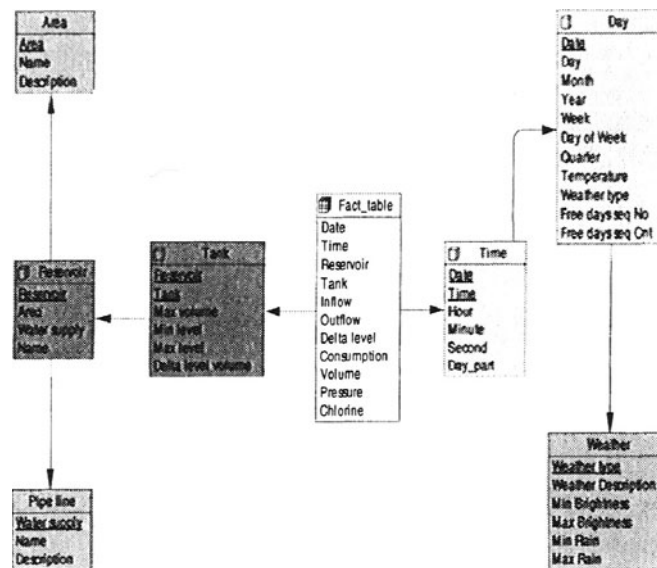 Area
Area
Name
Description
Reservoir
Reservoir
Area
Water supply
Name
Pipe line
Water supply
Name
Description
Tank
Reservoir
Tank
Max volume
Min level
Max level
Delta level volume
Fact_table
Date
Time
Reservoir
Tank
Inflow
Outflow
Delta level
Consumption
Volume
Pressure
Chlorine
Time
Date
Time
Hour
Minute
Second
Day_part
Day
Date
Day
Month
Year
Week
Day of Week
Quarter
Temperature
Weather type
Free days seq No
Free days seq Cnt
Weather
Weather type
Weather Description
Min Brightness
Max Brightness
Min Rain
Max Rain